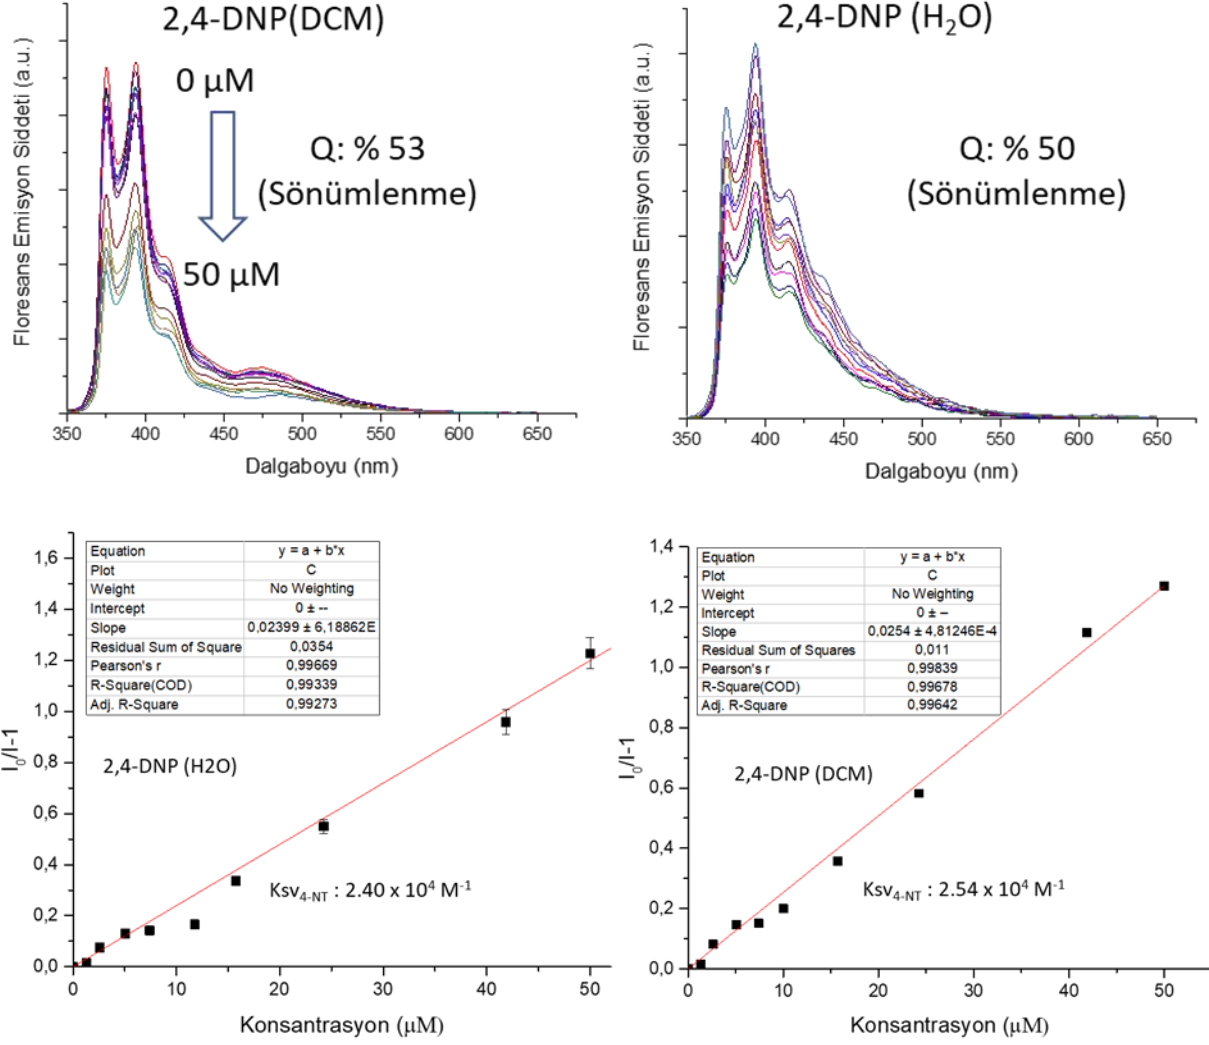 2,4-DNP(DCM)
0 µM
Q: % 53
(Sönümlenme)
50 µM
Floresans Emisyon Siddeti (a.u.)
350 400 450 500 550 600 650
Dalgaboyu (nm)
2,4-DNP (H₂O)
Q: % 50
(Sönümlenme)
Floresans Emisyon Siddeti (a.u.)
350 400 450 500 550 600 650
Dalgaboyu (nm)
Equation y = a + b*x
Plot C
Weight No Weighting
Intercept 0 ± --
Slope 0,02399 ± 6,18862E
Residual Sum of Square 0,0354
Pearson's r 0,99669
R-Square(COD) 0,99339
Adj. R-Square 0,99273
2,4-DNP (H2O)
Ksv₄₋NT : 2.40 x 10⁴ M⁻¹
I₀/I-1
1,6
1,4
1,2
1,0
0,8
0,6
0,4
0,2
0,0
0 10 20 30 40 50
Konsantrasyon (µM)
Equation y = a + b*x
Plot C
Weight No Weighting
Intercept 0 ± --
Slope 0,0254 ± 4,81246E-4
Residual Sum of Squares 0,011
Pearson's r 0,99839
R-Square(COD) 0,99678
Adj. R-Square 0,99642
2,4-DNP (DCM)
Ksv₄₋NT : 2.54 x 10⁴ M⁻¹
I₀/I-1
1,4
1,2
1,0
0,8
0,6
0,4
0,2
0,0
0 10 20 30 40 50
Konsantrasyon (µM)